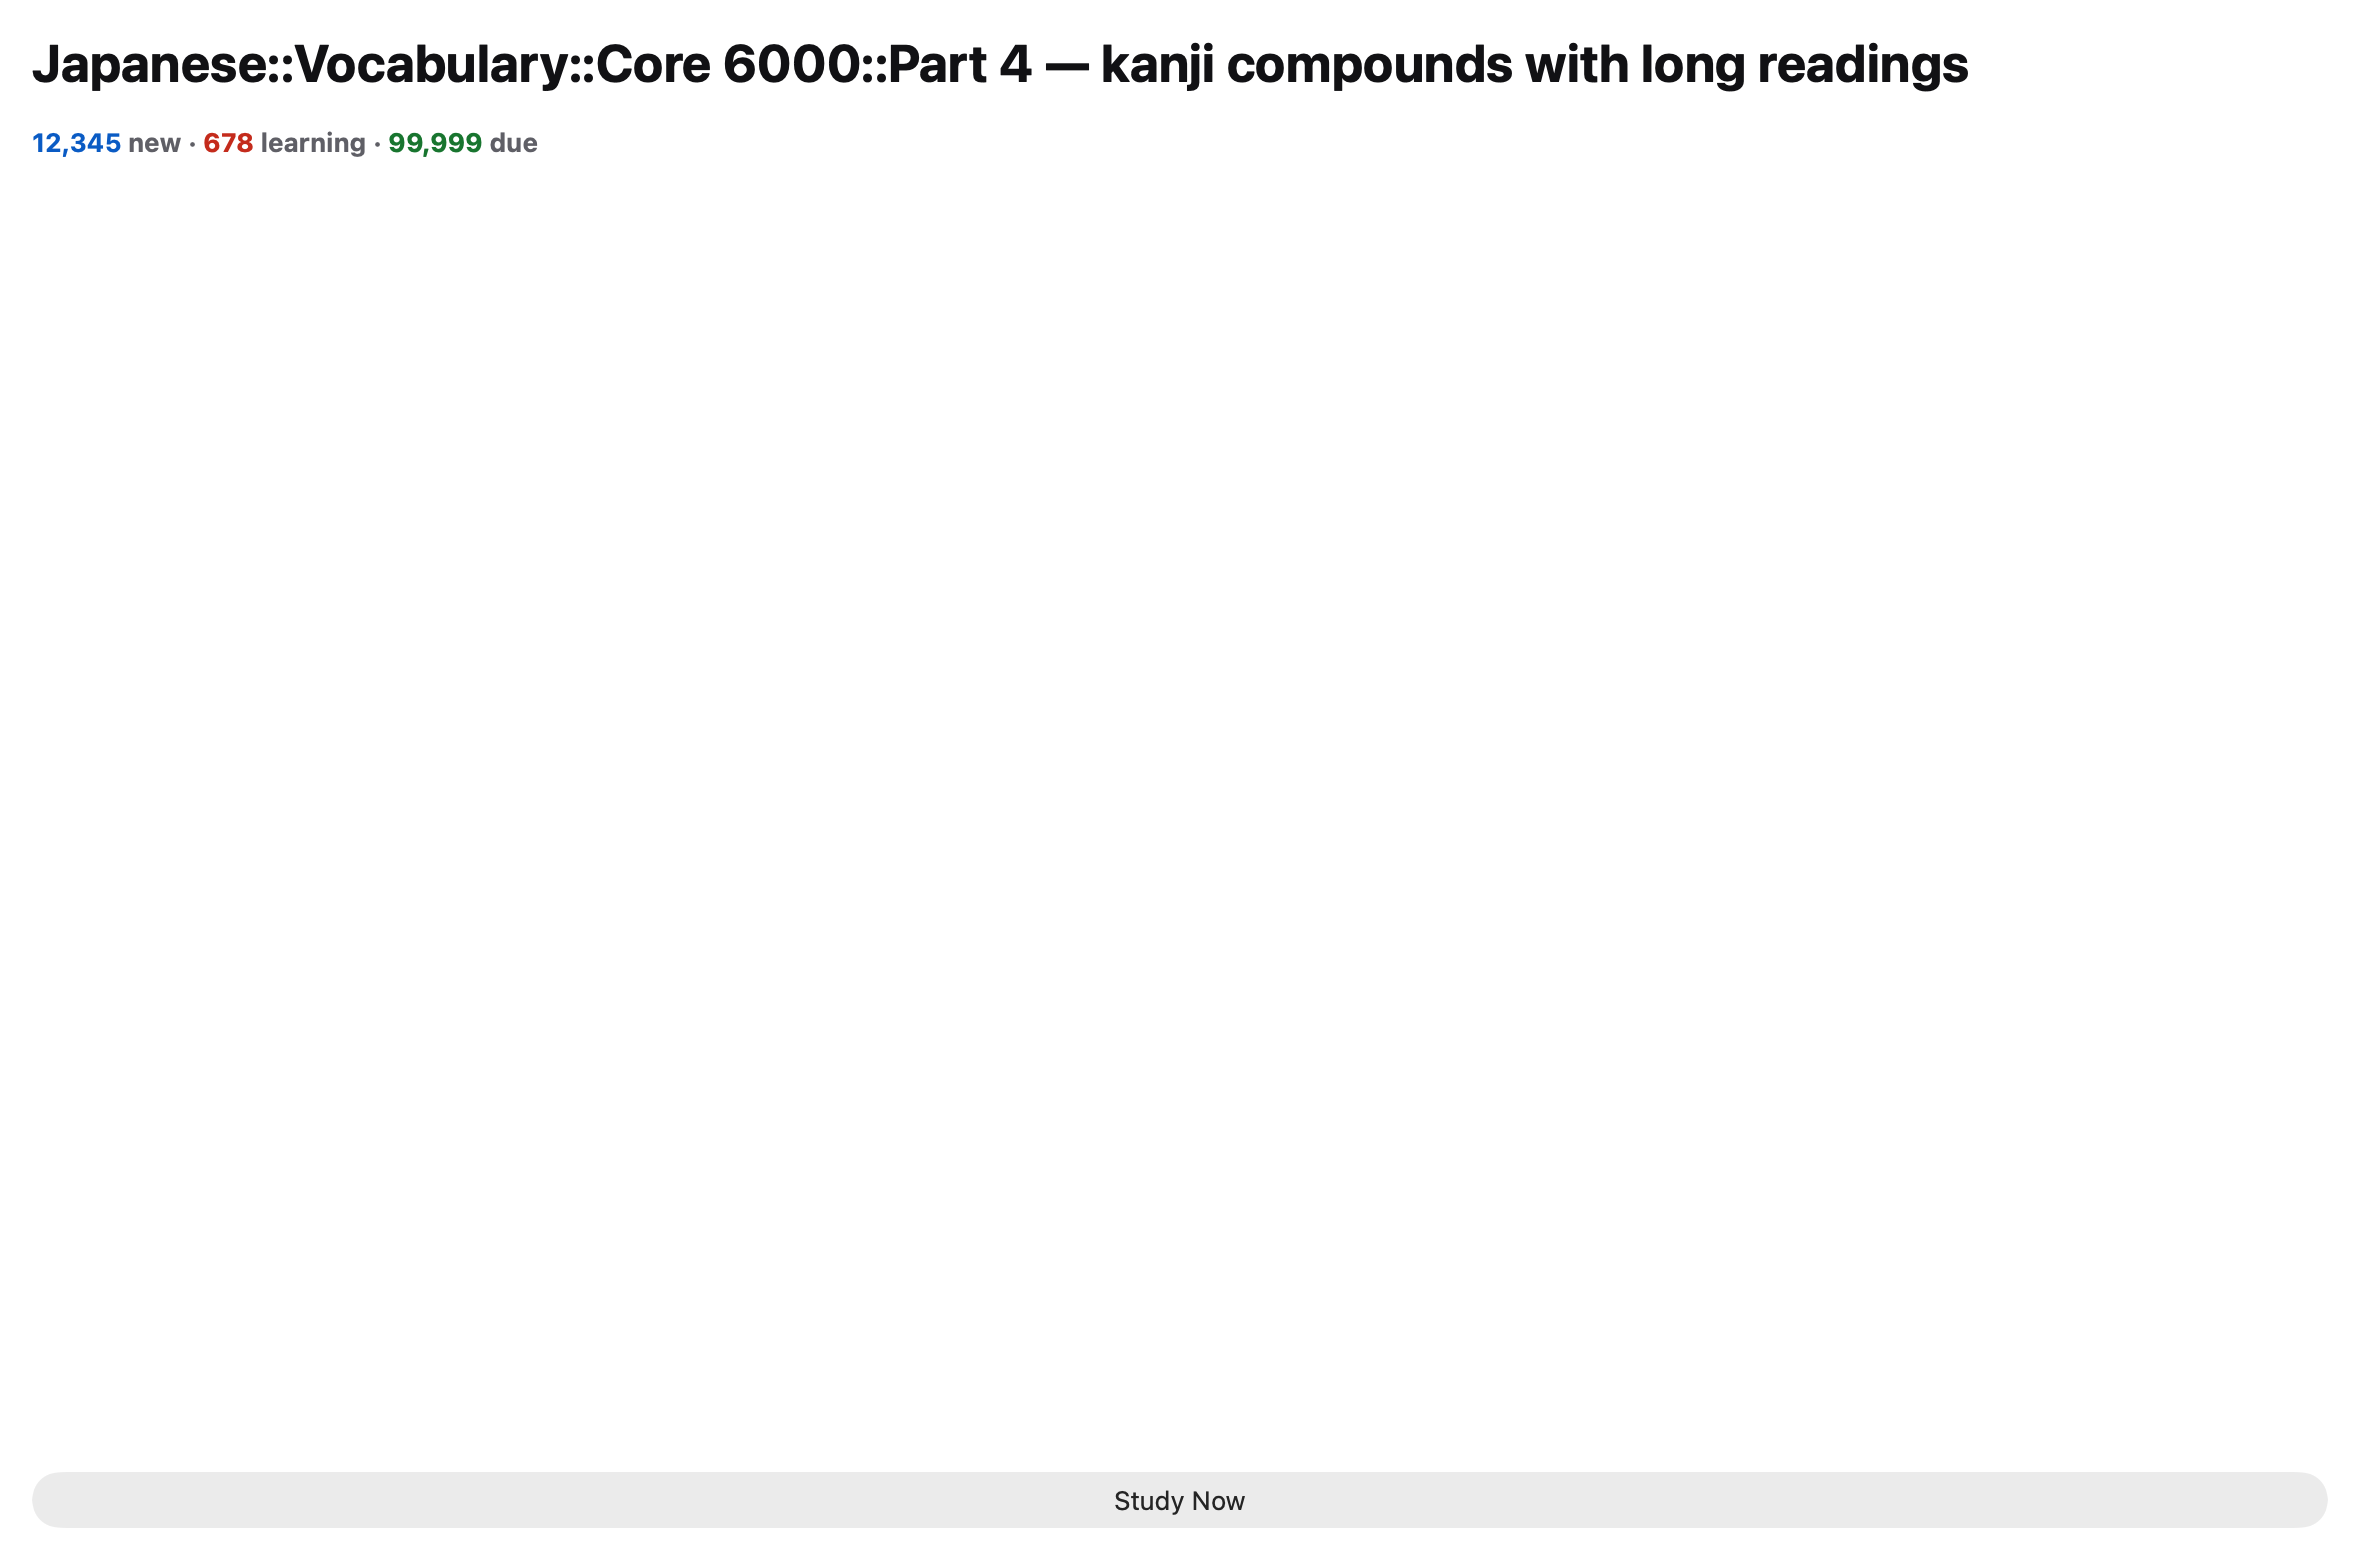 Japanese::Vocabulary::Core 6000::Part 4 — kanji compounds with long readings
12,345 new · 678 learning · 99,999 due
Study Now